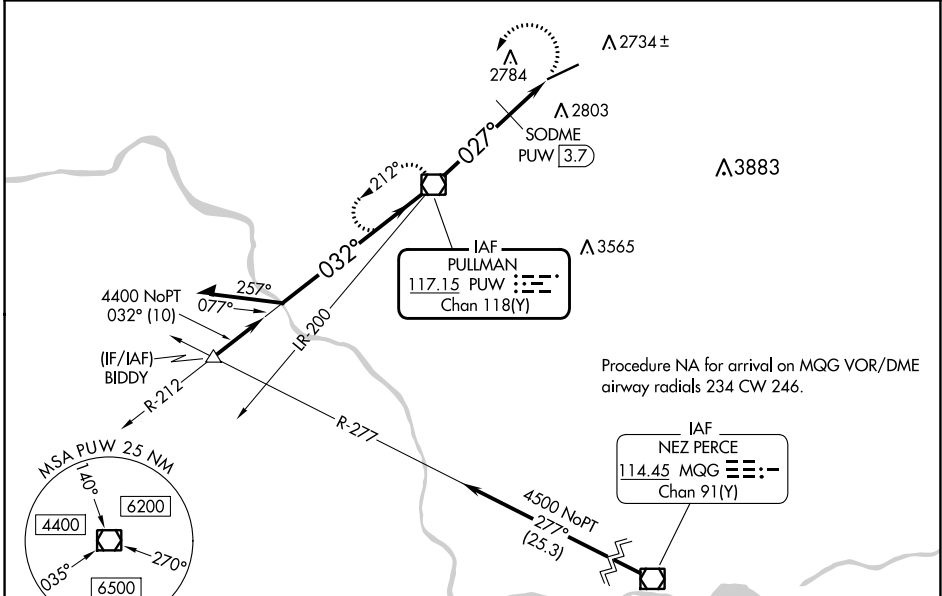 2734±
2784
2803
SODME
PUW 3.7
027°
3883
212°
032°
3565
IAF
PULLMAN
117.15 PUW
Chan 118(Y)
257°
077°
4400 NoPT
032° (10)
LR-200
(IF/IAF)
BIDDY
R-212
R-277
Procedure NA for arrival on MQG VOR/DME
airway radials 234 CW 246.
IAF
NEZ PERCE
114.45 MQG
Chan 91(Y)
4500 NoPT
277°
(25.3)
MSA PUW 25 NM
140°
6200
4400
035°
270°
6500